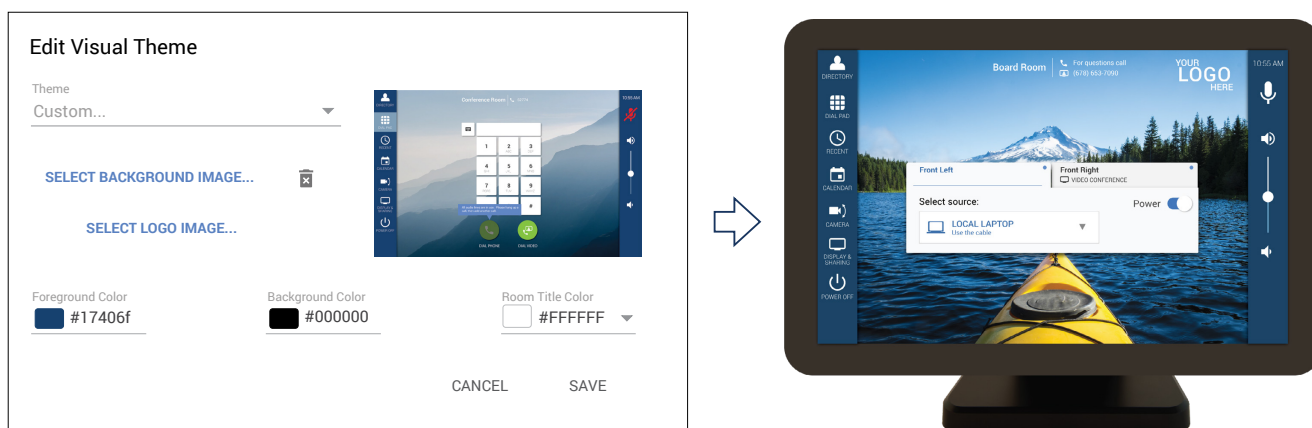 Edit Visual Theme
Theme
Custom...
SELECT BACKGROUND IMAGE...
SELECT LOGO IMAGE...
Foreground Color
#17406f
Background Color
#000000
Room Title Color
#FFFFFF
CANCEL
SAVE
DIRECTORY
DIAL PAD
RECENT
CALENDAR
CAMERA
DISPLAY &
SHARING
POWER OFF
Conference Room
10:55 AM
1
2
3
4
5
6
7
8
9
#
DIAL PHONE
DIAL VIDEO
DIRECTORY
DIAL PAD
RECENT
CALENDAR
CAMERA
DISPLAY &
SHARING
POWER OFF
Board Room
For questions call
(678) 653-7090
YOUR
LOGO
HERE
10:55 AM
Front Left
Front Right
VIDEO CONFERENCE
Select source:
Power
LOCAL LAPTOP
Use the cable